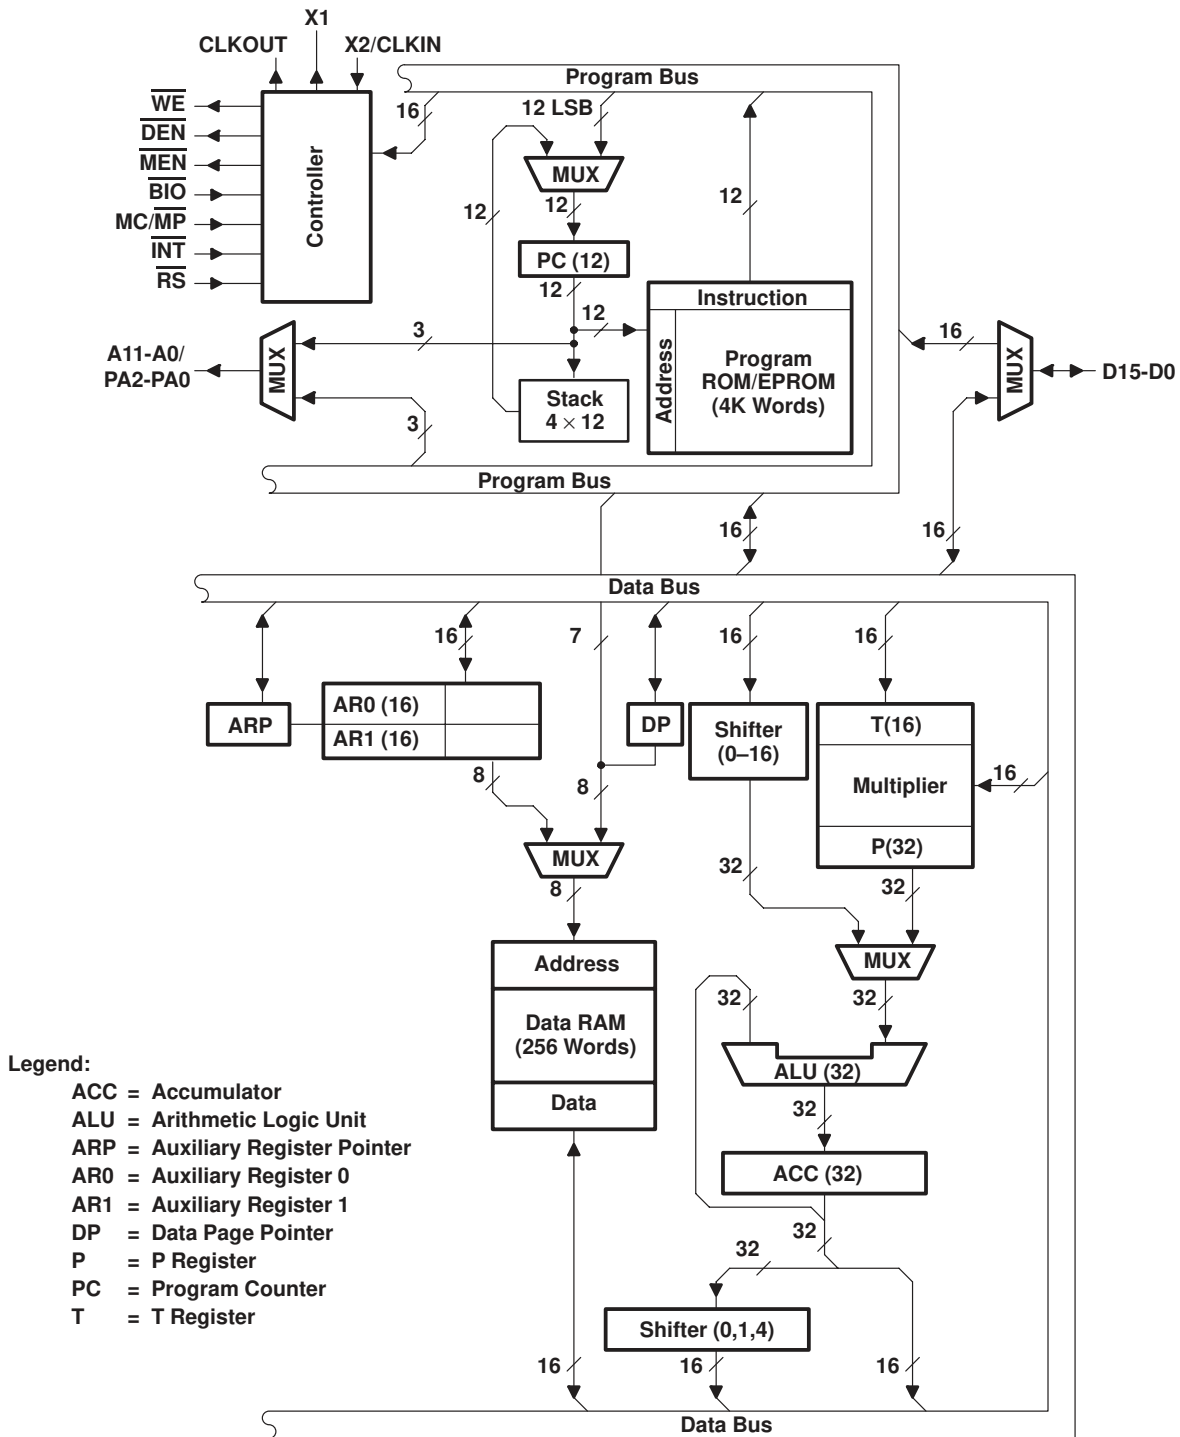 X1
CLKOUT
X2/CLKIN
Program Bus
WE
DEN
MEN
BIO
MC/MP
INT
RS
Controller
16
12 LSB
MUX
12
12
12
PC (12)
12
12
Instruction
Address
Program
ROM/EPROM
(4K Words)
3
A11-A0/
PA2-PA0
MUX
Stack
4 × 12
3
16
MUX
D15-D0
Program Bus
16
16
Data Bus
16
7
16
16
ARP
AR0 (16)
AR1 (16)
DP
Shifter
(0–16)
T(16)
Multiplier
P(32)
16
8
8
MUX
8
32
32
MUX
Address
Data RAM
(256 Words)
Data
32
32
ALU (32)
32
ACC (32)
32
32
Shifter (0,1,4)
16
16
16
Data Bus
Legend:
ACC = Accumulator
ALU = Arithmetic Logic Unit
ARP = Auxiliary Register Pointer
AR0 = Auxiliary Register 0
AR1 = Auxiliary Register 1
DP = Data Page Pointer
P = P Register
PC = Program Counter
T = T Register